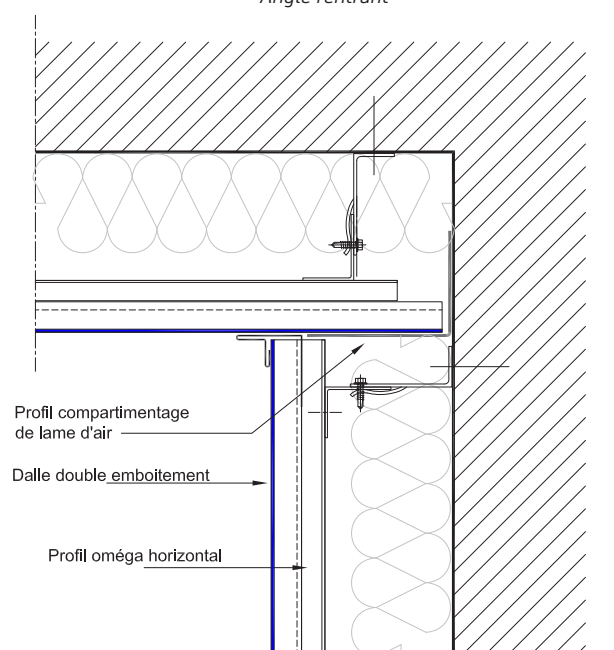 Angle rentrant
Profil compartimentage
de lame d'air
Dalle double emboitement
Profil oméga horizontal